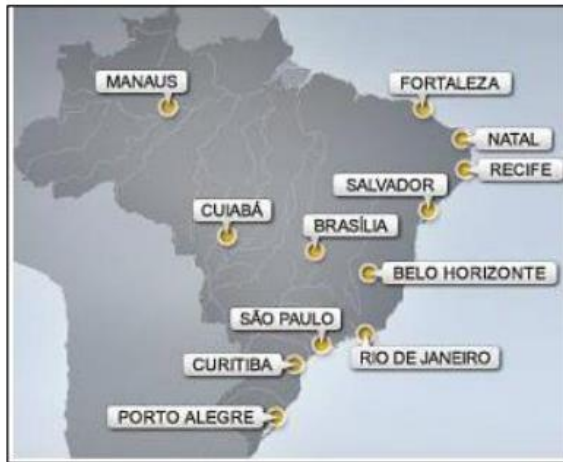 MANAUS
FORTALEZA
NATAL
RECIFE
SALVADOR
CUIABÁ
BRASÍLIA
BELO HORIZONTE
SÃO PAULO
RIO DE JANEIRO
CURITIBA
PORTO ALEGRE